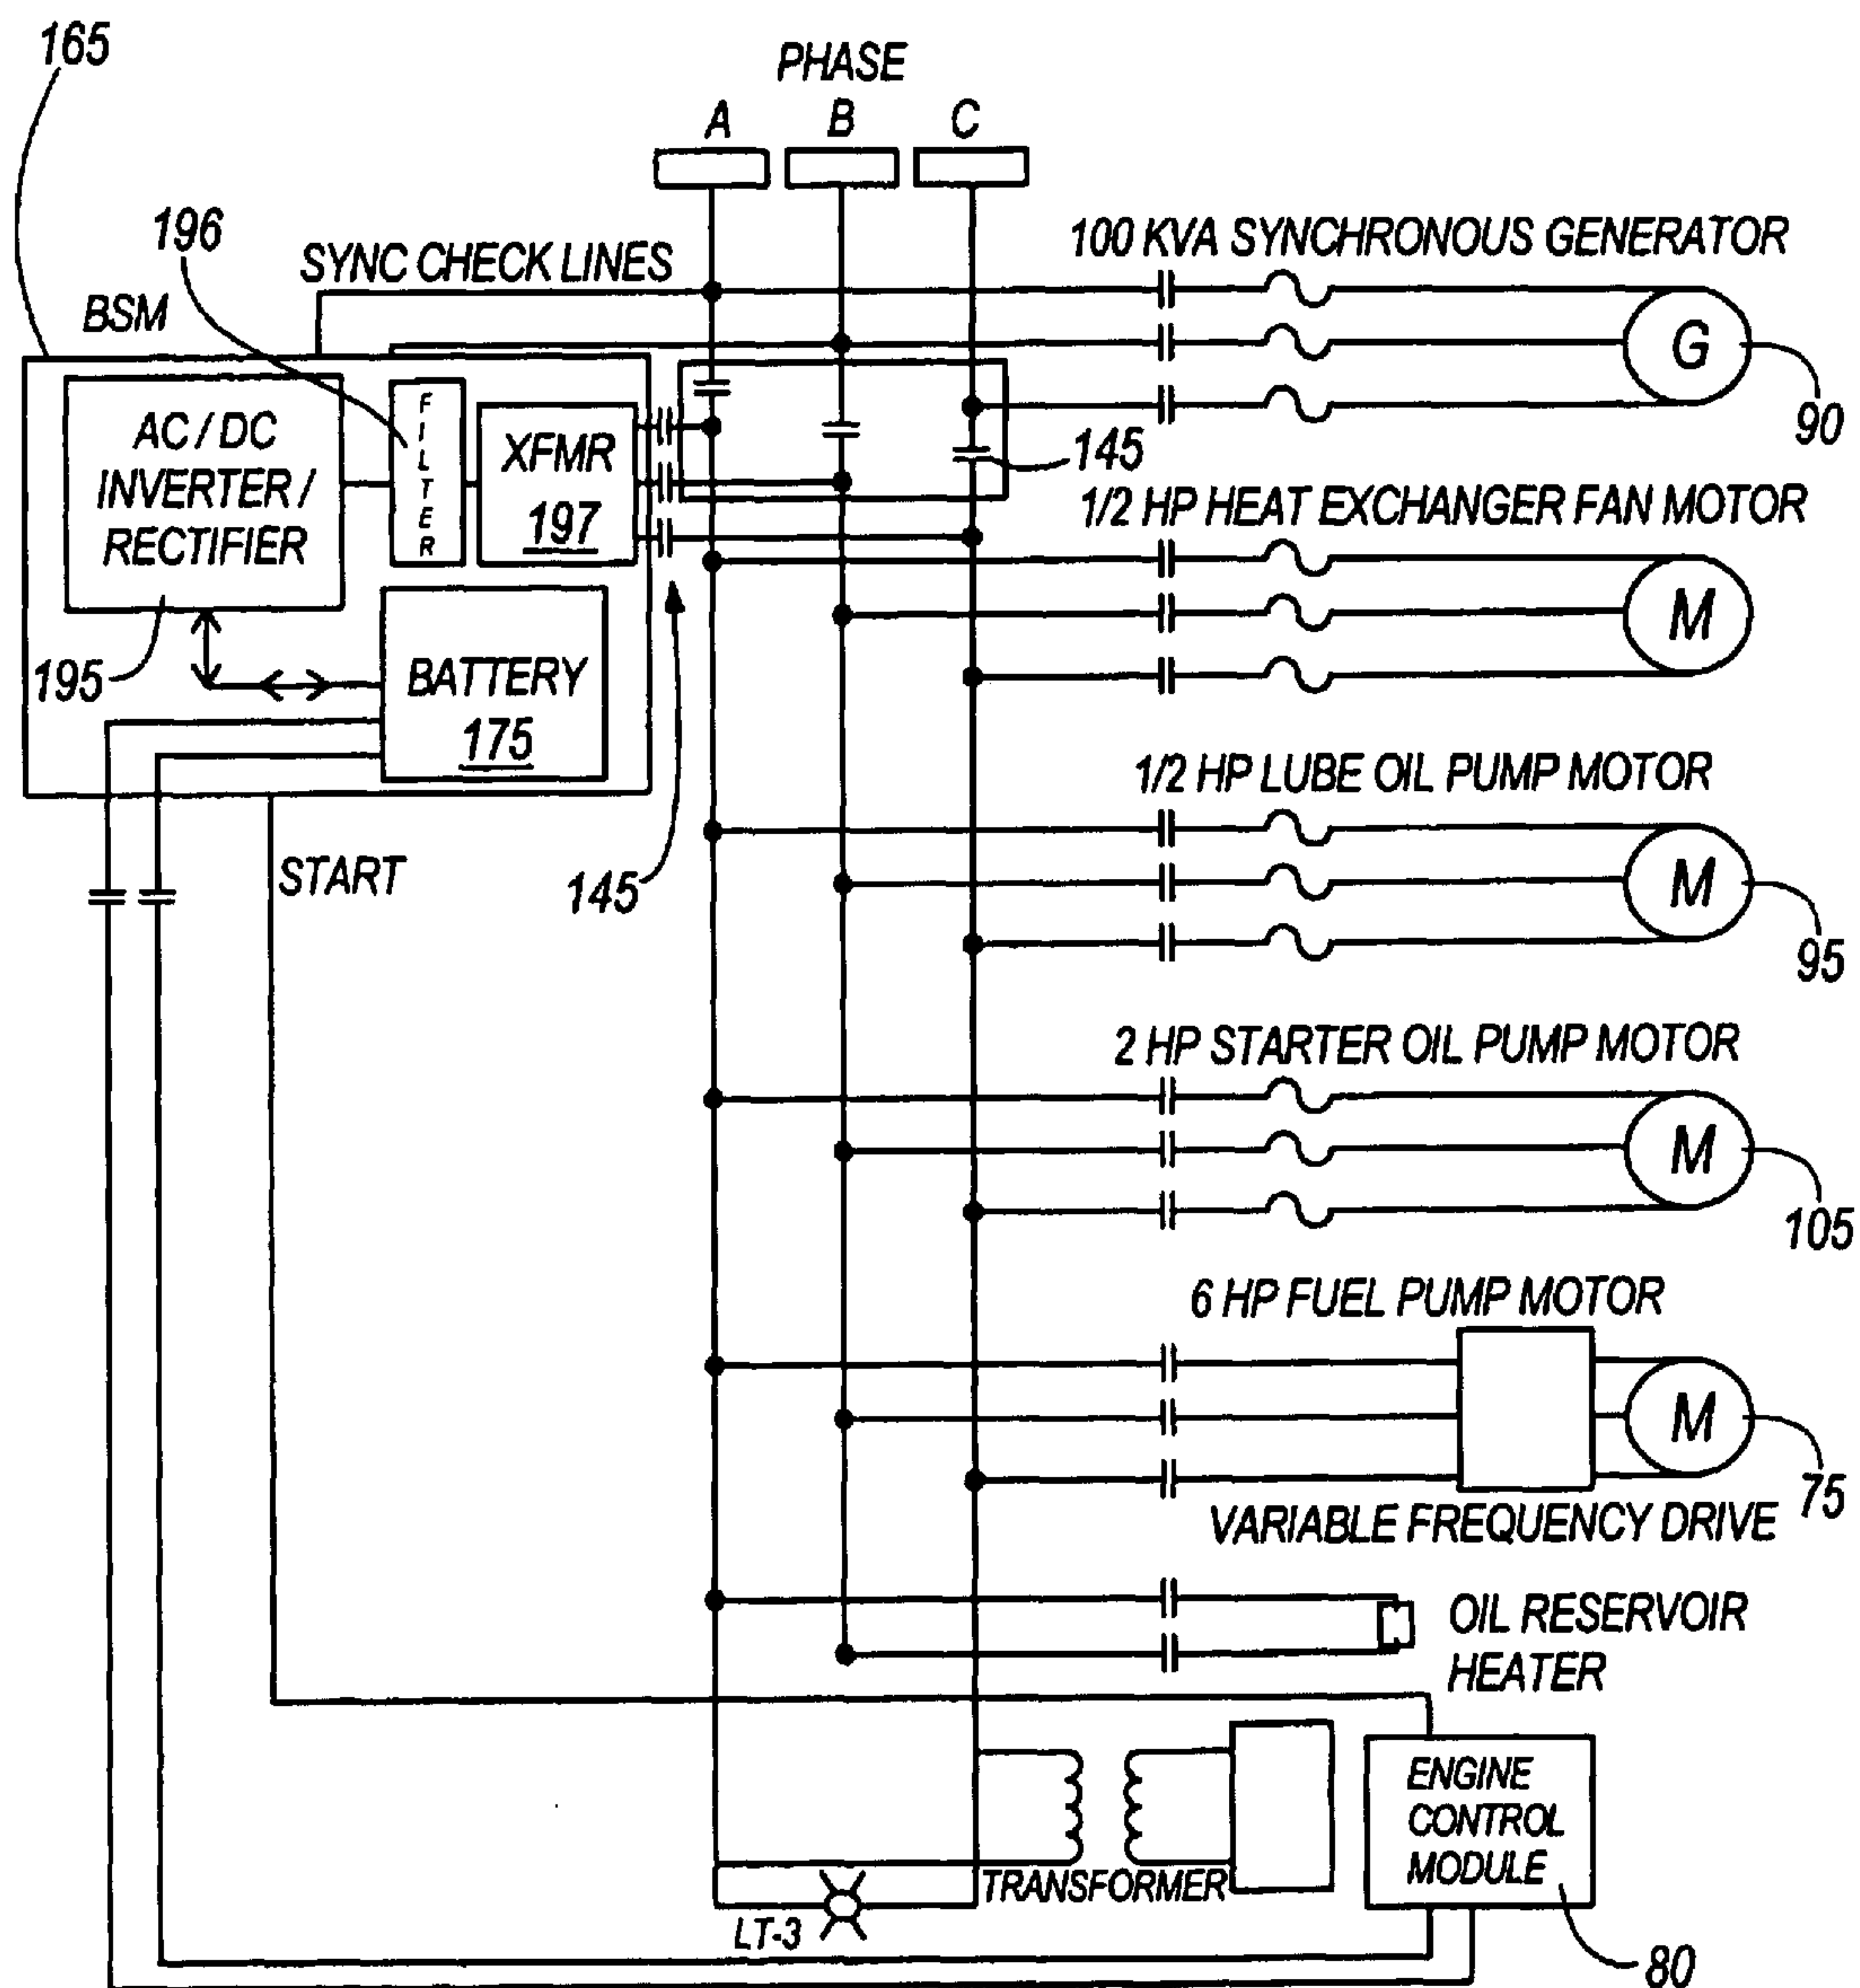 165
PHASE
A B C
196
SYNC CHECK LINES
100 KVA SYNCHRONOUS GENERATOR
BSM
G
90
FILTER
AC / DC
INVERTER /
RECTIFIER
XFMR
197
145
1/2 HP HEAT EXCHANGER FAN MOTOR
M
195
BATTERY
175
1/2 HP LUBE OIL PUMP MOTOR
START
145
M
95
2 HP STARTER OIL PUMP MOTOR
M
105
6 HP FUEL PUMP MOTOR
M
75
VARIABLE FREQUENCY DRIVE
OIL RESERVOIR
HEATER
ENGINE
CONTROL
MODULE
TRANSFORMER
LT-3
80